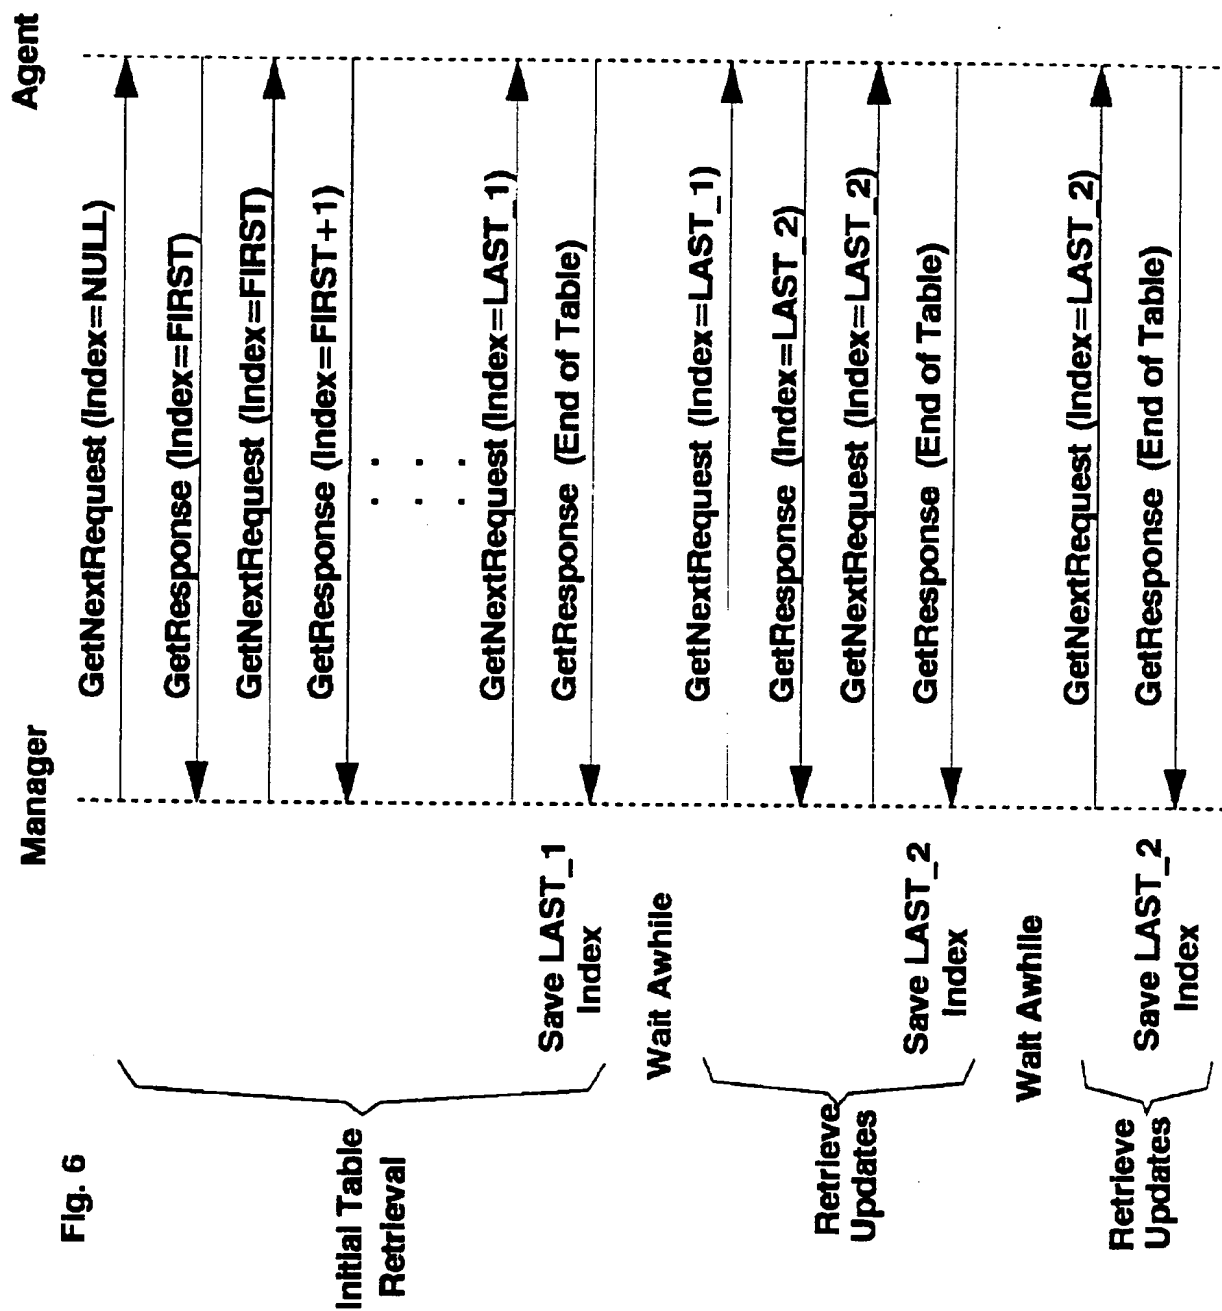 Fig. 6
Manager
Agent
GetNextRequest (Index=NULL)
GetResponse (Index=FIRST)
GetNextRequest (Index=FIRST)
GetResponse (Index=FIRST+1)
. . .
. . .
GetNextRequest (Index=LAST_1)
GetResponse (End of Table)
Initial Table
Retrieval
Save LAST_1
Index
Wait Awhile
GetNextRequest (Index=LAST_1)
GetResponse (Index=LAST_2)
GetNextRequest (Index=LAST_2)
GetResponse (End of Table)
Retrieve
Updates
Save LAST_2
Index
Wait Awhile
GetNextRequest (Index=LAST_2)
GetResponse (End of Table)
Retrieve
Updates
Save LAST_2
Index